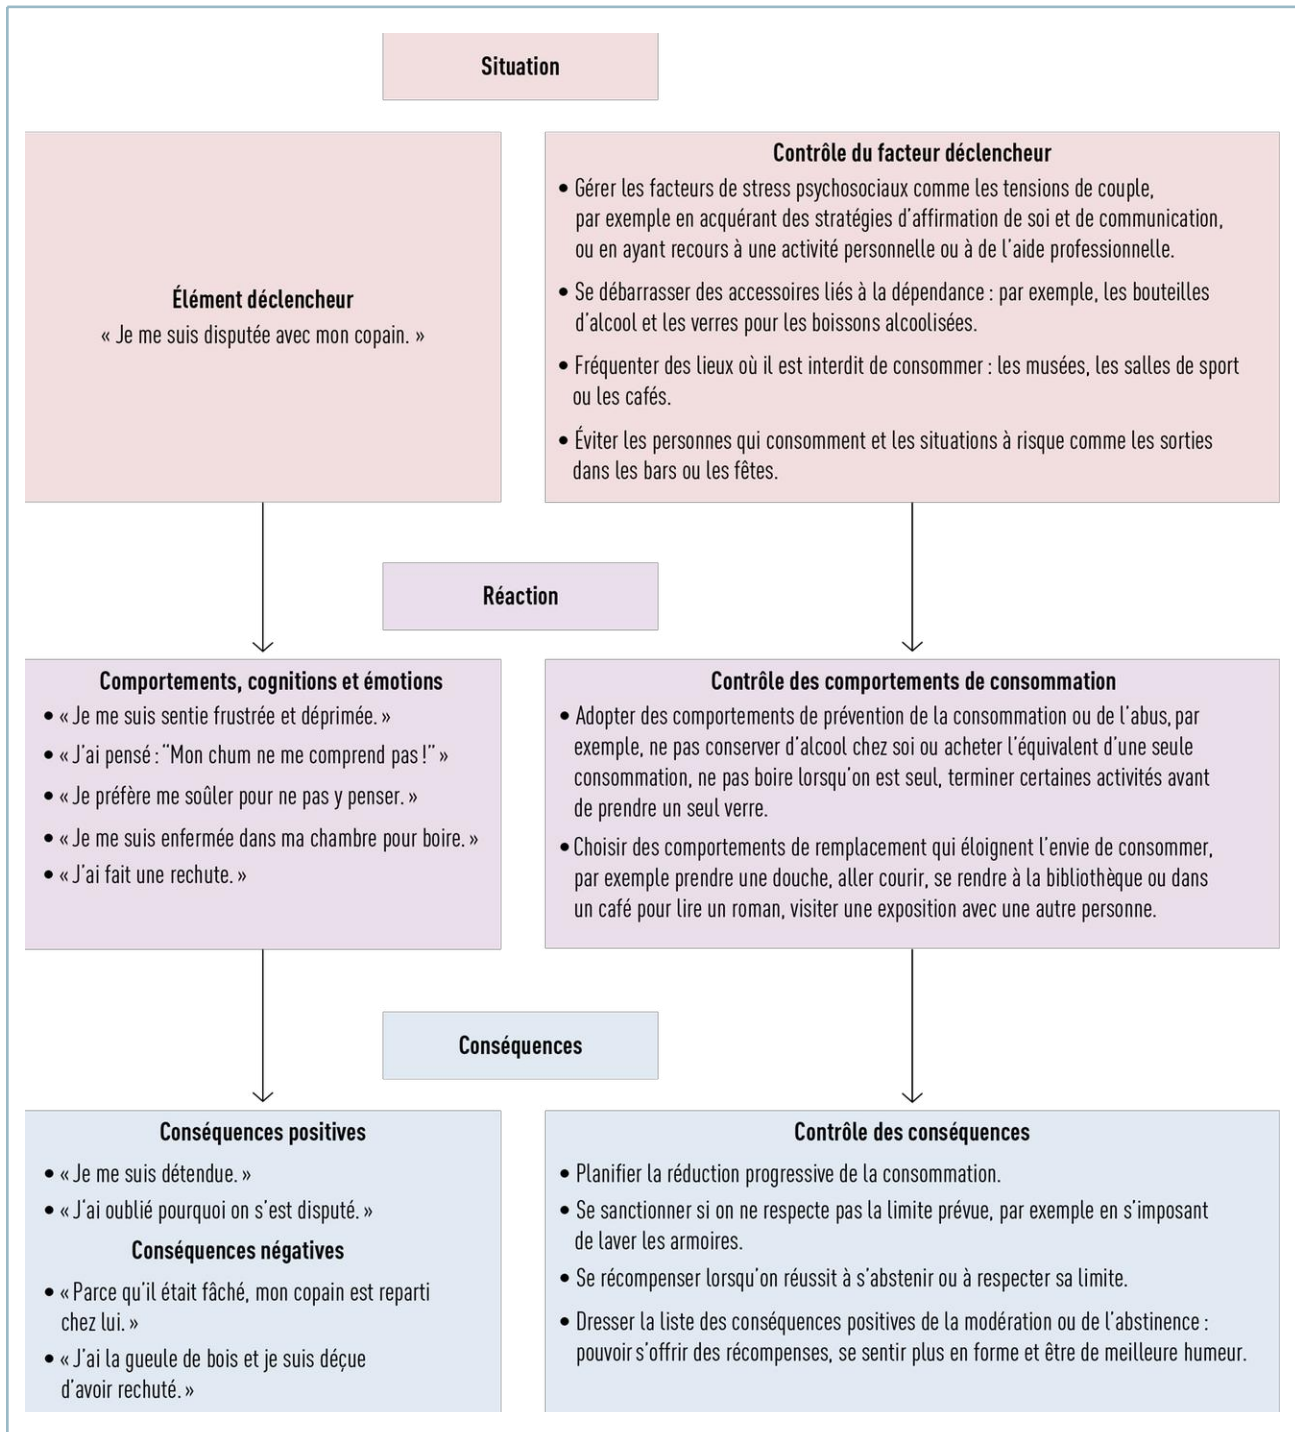 Situation
Élément déclencheur
« Je me suis disputée avec mon copain. »
Contrôle du facteur déclencheur
• Gérer les facteurs de stress psychosociaux comme les tensions de couple,
par exemple en acquérant des stratégies d’affirmation de soi et de communication,
ou en ayant recours à une activité personnelle ou à de l’aide professionnelle.
• Se débarrasser des accessoires liés à la dépendance : par exemple, les bouteilles
d’alcool et les verres pour les boissons alcoolisées.
• Fréquenter des lieux où il est interdit de consommer : les musées, les salles de sport
ou les cafés.
• Éviter les personnes qui consomment et les situations à risque comme les sorties
dans les bars ou les fêtes.
Réaction
Comportements, cognitions et émotions
• « Je me suis sentie frustrée et déprimée. »
• « J’ai pensé : “Mon chum ne me comprend pas !” »
• « Je préfère me soûler pour ne pas y penser. »
• « Je me suis enfermée dans ma chambre pour boire. »
• « J’ai fait une rechute. »
Contrôle des comportements de consommation
• Adopter des comportements de prévention de la consommation ou de l’abus, par
exemple, ne pas conserver d’alcool chez soi ou acheter l’équivalent d’une seule
consommation, ne pas boire lorsqu’on est seul, terminer certaines activités avant
de prendre un seul verre.
• Choisir des comportements de remplacement qui éloignent l’envie de consommer,
par exemple prendre une douche, aller courir, se rendre à la bibliothèque ou dans
un café pour lire un roman, visiter une exposition avec une autre personne.
Conséquences
Conséquences positives
• « Je me suis détendue. »
• « J’ai oublié pourquoi on s’est disputé. »
Conséquences négatives
• « Parce qu’il était fâché, mon copain est reparti
chez lui. »
• « J’ai la gueule de bois et je suis déçue
d’avoir rechuté. »
Contrôle des conséquences
• Planifier la réduction progressive de la consommation.
• Se sanctionner si on ne respecte pas la limite prévue, par exemple en s’imposant
de laver les armoires.
• Se récompenser lorsqu’on réussit à s’abstenir ou à respecter sa limite.
• Dresser la liste des conséquences positives de la modération ou de l’abstinence :
pouvoir s’offrir des récompenses, se sentir plus en forme et être de meilleure humeur.